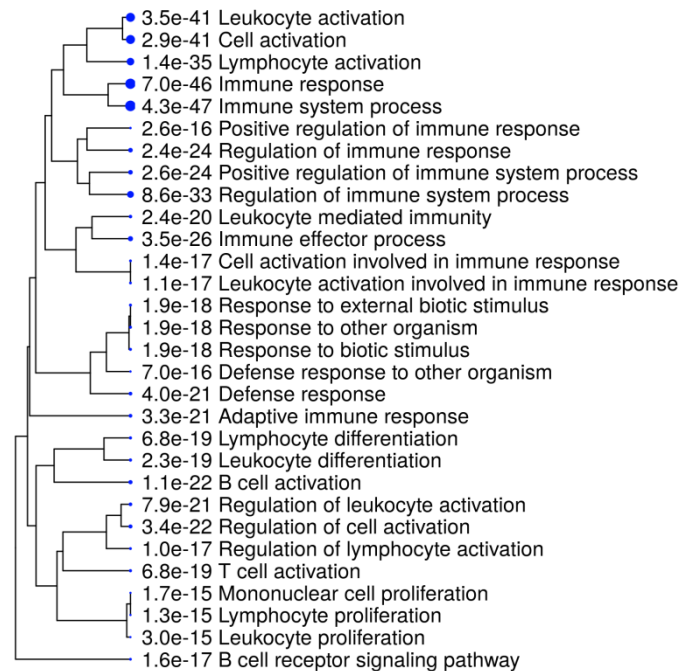 3.5e-41 Leukocyte activation
2.9e-41 Cell activation
1.4e-35 Lymphocyte activation
7.0e-46 Immune response
4.3e-47 Immune system process
2.6e-16 Positive regulation of immune response
2.4e-24 Regulation of immune response
2.6e-24 Positive regulation of immune system process
8.6e-33 Regulation of immune system process
2.4e-20 Leukocyte mediated immunity
3.5e-26 Immune effector process
1.4e-17 Cell activation involved in immune response
1.1e-17 Leukocyte activation involved in immune response
1.9e-18 Response to external biotic stimulus
1.9e-18 Response to other organism
1.9e-18 Response to biotic stimulus
7.0e-16 Defense response to other organism
4.0e-21 Defense response
3.3e-21 Adaptive immune response
6.8e-19 Lymphocyte differentiation
2.3e-19 Leukocyte differentiation
1.1e-22 B cell activation
7.9e-21 Regulation of leukocyte activation
3.4e-22 Regulation of cell activation
1.0e-17 Regulation of lymphocyte activation
6.8e-19 T cell activation
1.7e-15 Mononuclear cell proliferation
1.3e-15 Lymphocyte proliferation
3.0e-15 Leukocyte proliferation
1.6e-17 B cell receptor signaling pathway